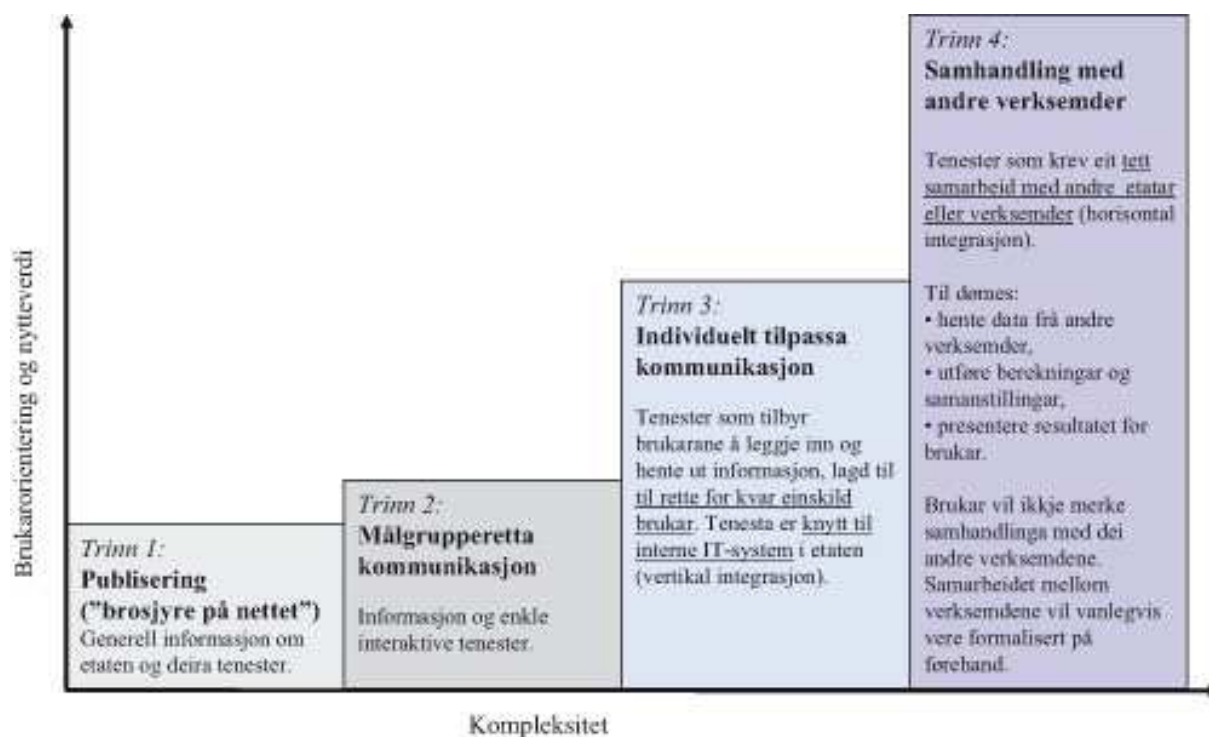 Brukarorientering og nytteverdi
Trinn 1:
Publisering
("brosjyre på nettet")
Generell informasjon om
etaten og deira tenester.
Trinn 2:
Målgrupperetta
kommunikasjon
Informasjon og enkle
interaktive tenester.
Trinn 3:
Individuelt tilpassa
kommunikasjon
Tenester som tilbyr
brukarane å leggje inn og
hente ut informasjon, lagd til
til rette for kvar einskild
brukar. Tenesta er knytt til
interne IT-system i etaten
(vertikal integrasjon).
Trinn 4:
Samhandling med
andre verksemder
Tenester som krev eit tett
samarbeid med andre etatar
eller verksemder (horisontal
integrasjon).
Til dømes:
• hente data frå andre
verksemder,
• utføre berekningar og
samanstillingar,
• presentere resultatet for
brukar.
Brukar vil ikkje merke
samhandlinga med dei
andre verksemdene.
Samarbeidet mellom
verksemdene vil vanlegvis
vere formalisert på
førehand.
Kompleksitet